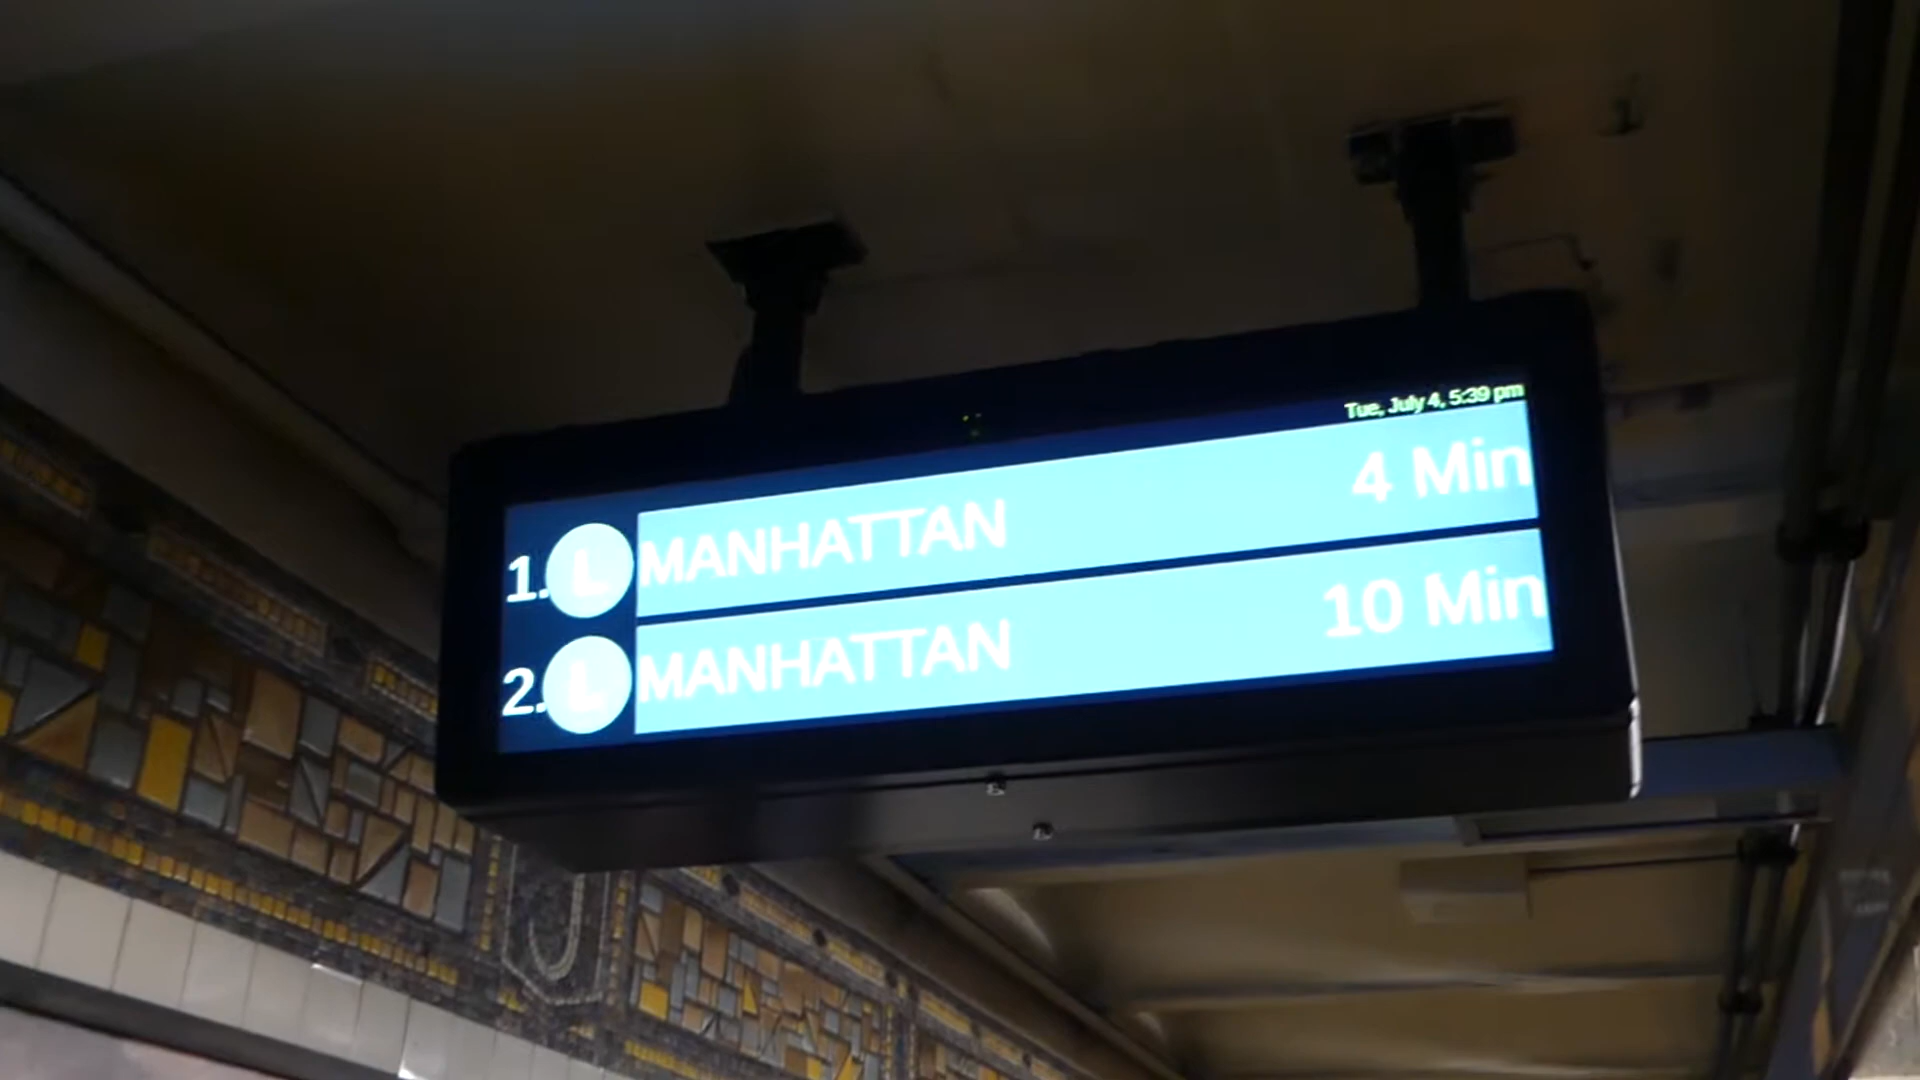 Tue, July 4, 5:39 pm
1. L MANHATTAN 4 Min
2. L MANHATTAN 10 Min